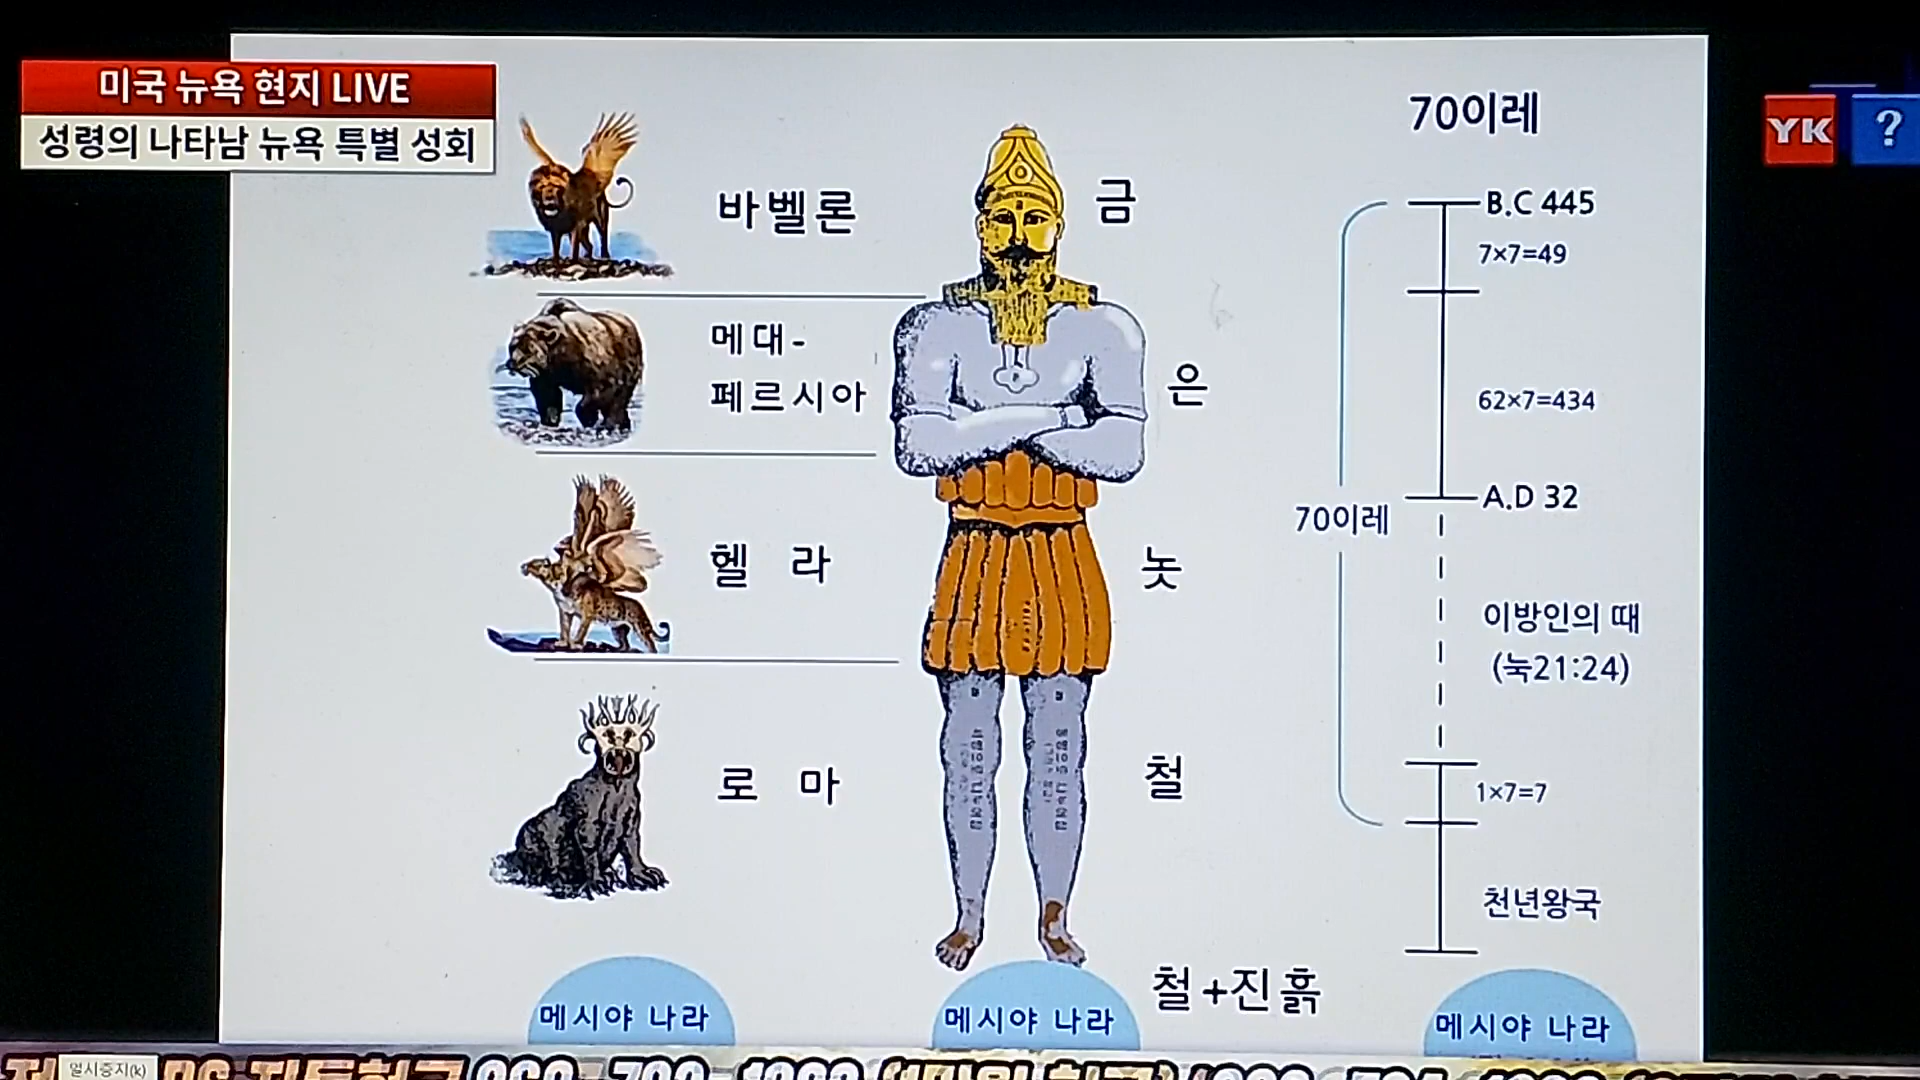 미국 뉴욕 현지 LIVE
성령의 나타남 뉴욕 특별 성회
YK
?
70이레
바벨론
금
B.C 445
7×7=49
메대-
페르시아
은
62×7=434
A.D 32
70이레
헬 라
놋
이방인의 때
(눅21:24)
로 마
철
1×7=7
천년왕국
철+진흙
메시야 나라
메시야 나라
메시야 나라
일시중지(k)